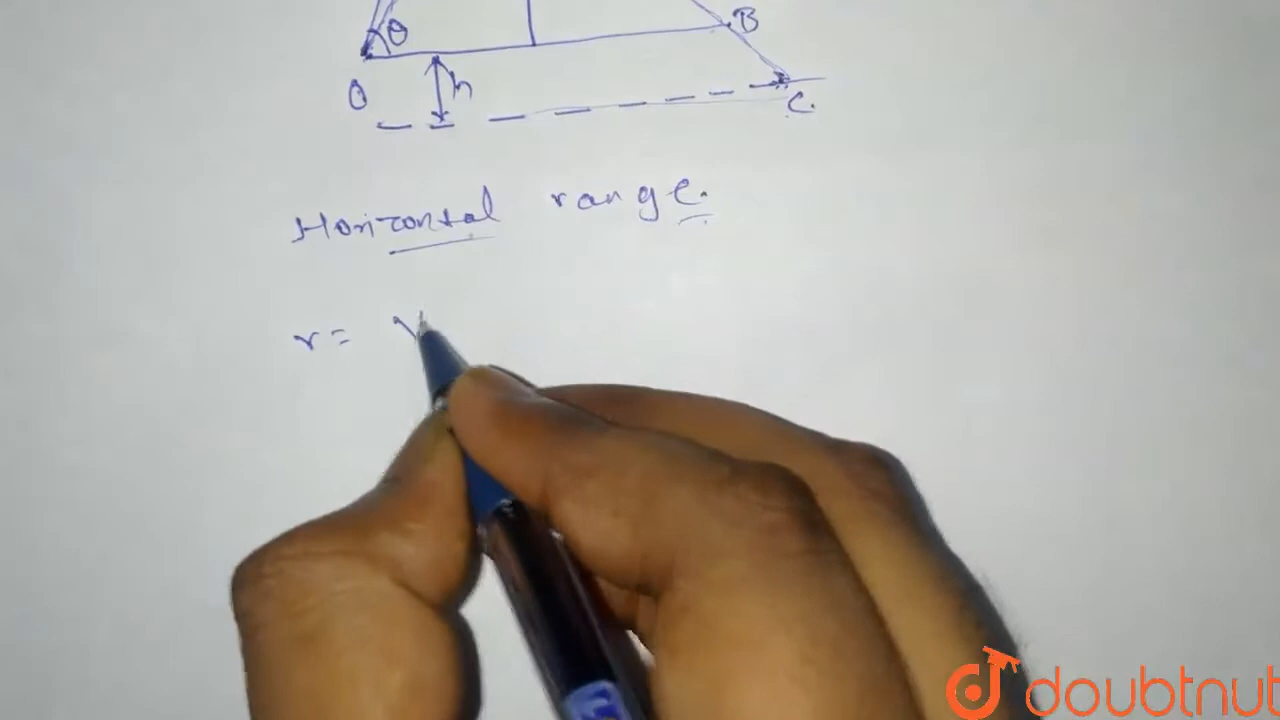 θ
B
h
O
C.
Horizontal range.
r = v
doubtnut